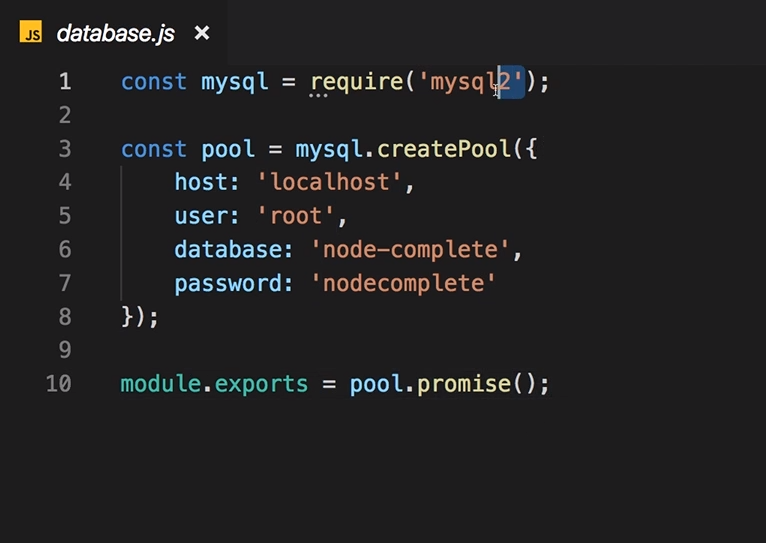 JS database.js ×
1 const mysql = require('mysql2');
2
3 const pool = mysql.createPool({
4     host: 'localhost',
5     user: 'root',
6     database: 'node-complete',
7     password: 'nodecomplete'
8 });
9
10 module.exports = pool.promise();